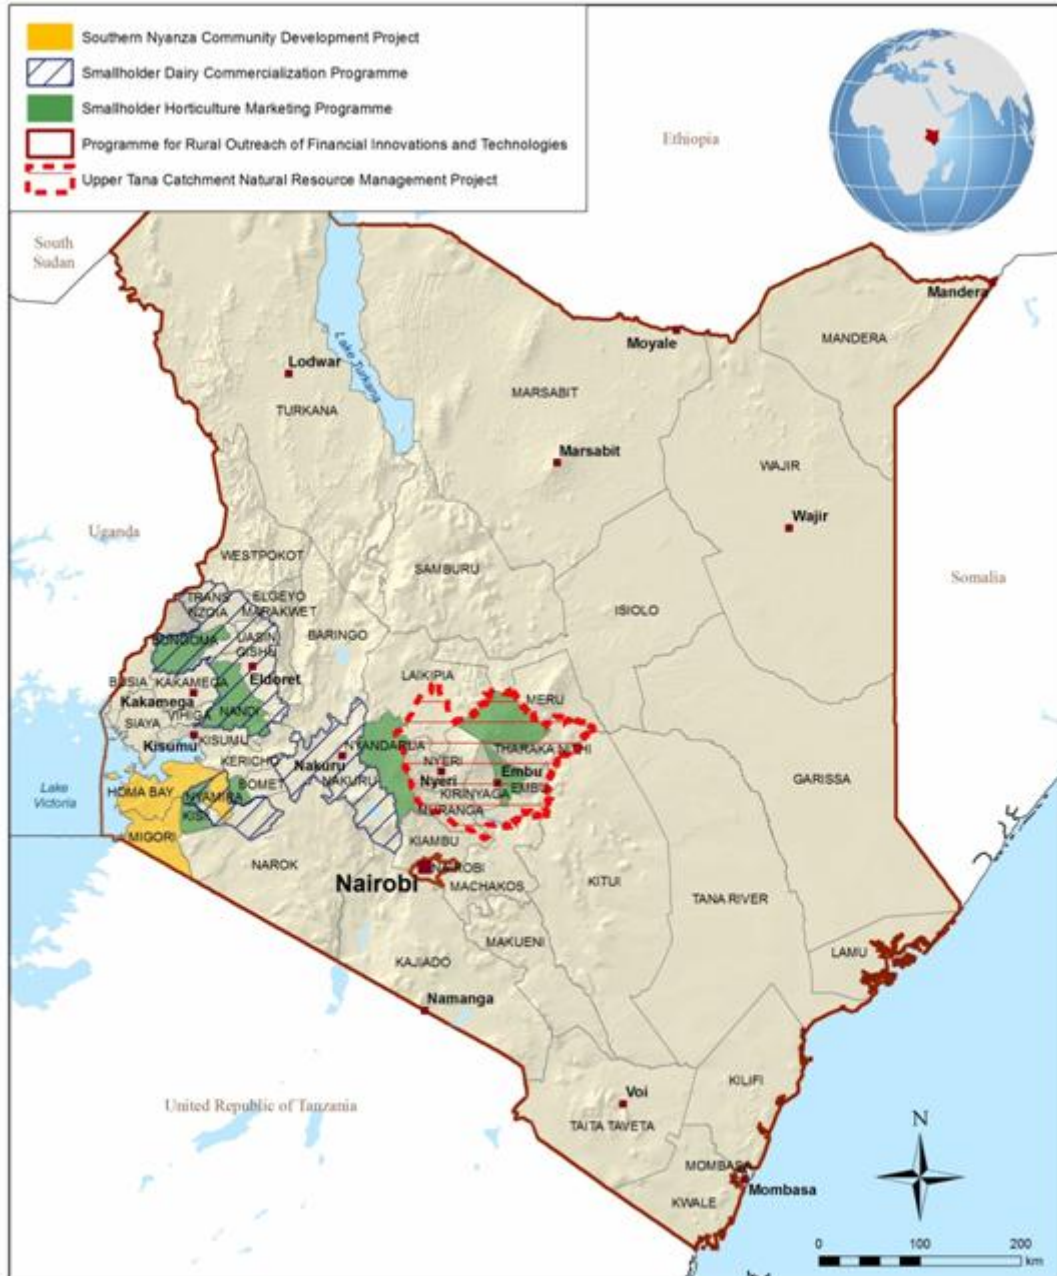 Southern Nyanza Community Development Project
Smallholder Dairy Commercialization Programme
Smallholder Horticulture Marketing Programme
Programme for Rural Outreach of Financial Innovations and Technologies
Upper Tana Catchment Natural Resource Management Project
Ethiopia
South
Sudan
Mandera
Moyale
MANDERA
Lake Turkana
Lodwar
TURKANA
MARSABIT
Marsabit
WAJIR
Wajir
Uganda
WESTPOKOT
SAMBURU
Somalia
TRANS
NZOIA
ELGEYO
MARAKWET
ISIOLO
BUNGOMA
UASIN
GISHU
BARINGO
LAIKIPIA
Eldoret
BUSIA
KAKAMEGA
Kakamega
MERU
SIAYA
VIHIGA
NANDI
Kisumu
KISUMU
NYANDARUA
THARAKA NITHI
KERICHO
Nakuru
NYERI
Nyeri
Embu
GARISSA
Lake
Victoria
HOMA BAY
NYAMIRA
BOMET
NAKURU
KIRINYAGA
EMBU
KISII
MURANGA
MIGORI
KIAMBU
NAROK
NAIROBI
Nairobi
MACHAKOS
KITUI
TANA RIVER
MAKUENI
LAMU
KAJIADO
Namanga
KILIFI
Voi
United Republic of Tanzania
TAITA TAVETA
N
MOMBASA
Mombasa
KWALE
0 100 200
km